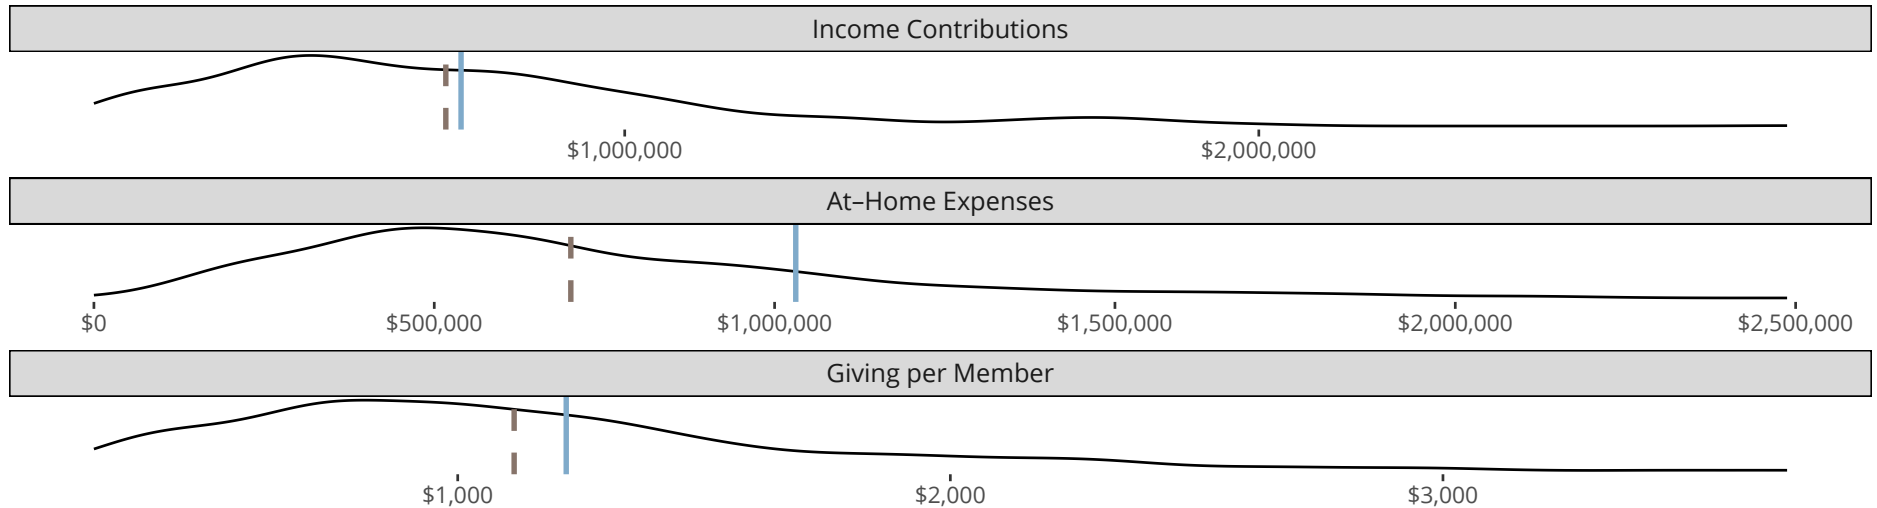 Income Contributions
$1,000,000 $2,000,000
At–Home Expenses
$0 $500,000 $1,000,000 $1,500,000 $2,000,000 $2,500,000
Giving per Member
$1,000 $2,000 $3,000